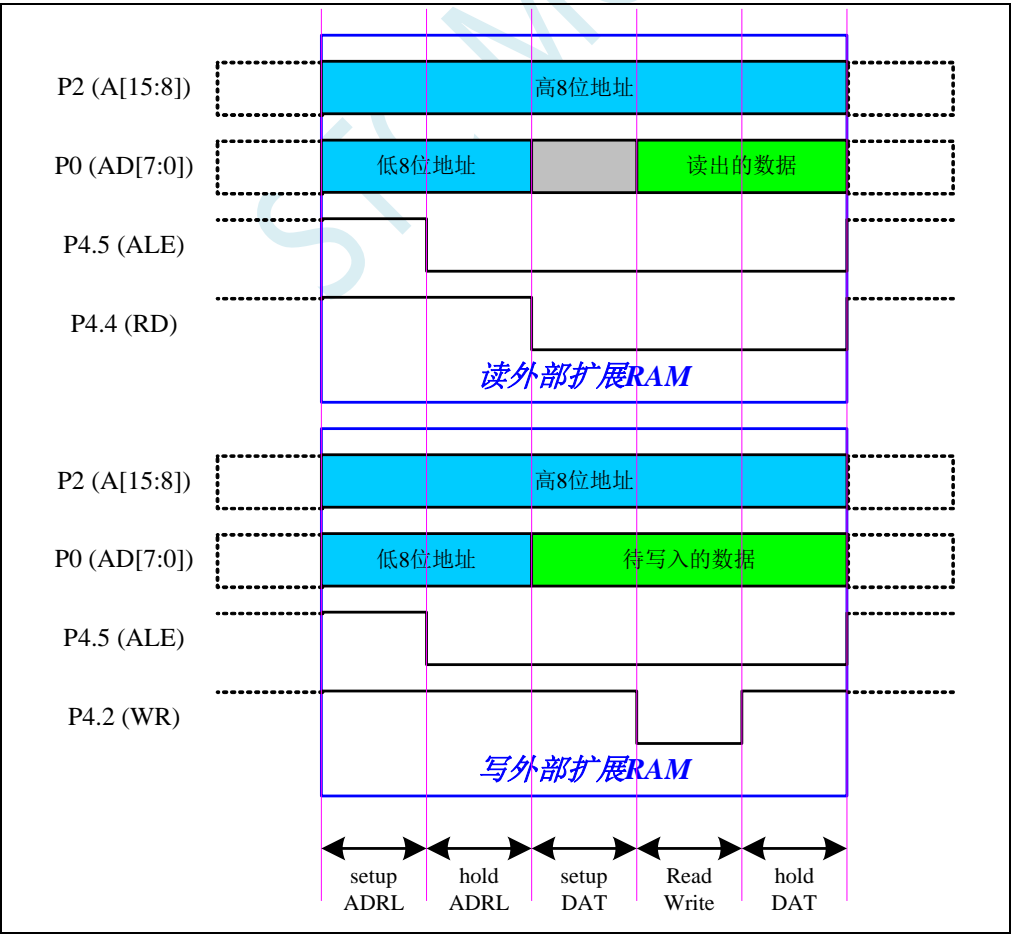 P2 (A[15:8])
高8位地址
P0 (AD[7:0])
低8位地址
读出的数据
P4.5 (ALE)
P4.4 (RD)
读外部扩展RAM
P2 (A[15:8])
高8位地址
P0 (AD[7:0])
低8位地址
待写入的数据
P4.5 (ALE)
P4.2 (WR)
写外部扩展RAM
setup
ADRL
hold
ADRL
setup
DAT
Read
Write
hold
DAT